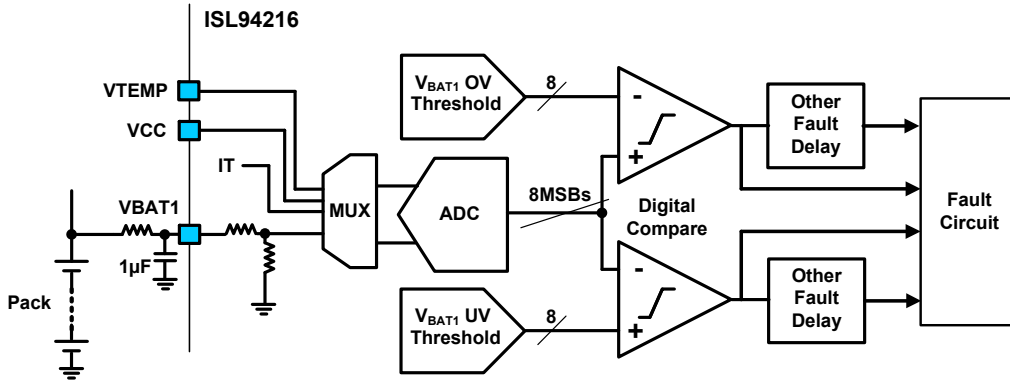 ISL94216
VTEMP
VCC
IT
VBAT1
1µF
Pack
MUX
ADC
8MSBs
VBAT1 OV
Threshold
8
VBAT1 UV
Threshold
8
-
+
Digital
Compare
-
+
Other
Fault
Delay
Other
Fault
Delay
Fault
Circuit